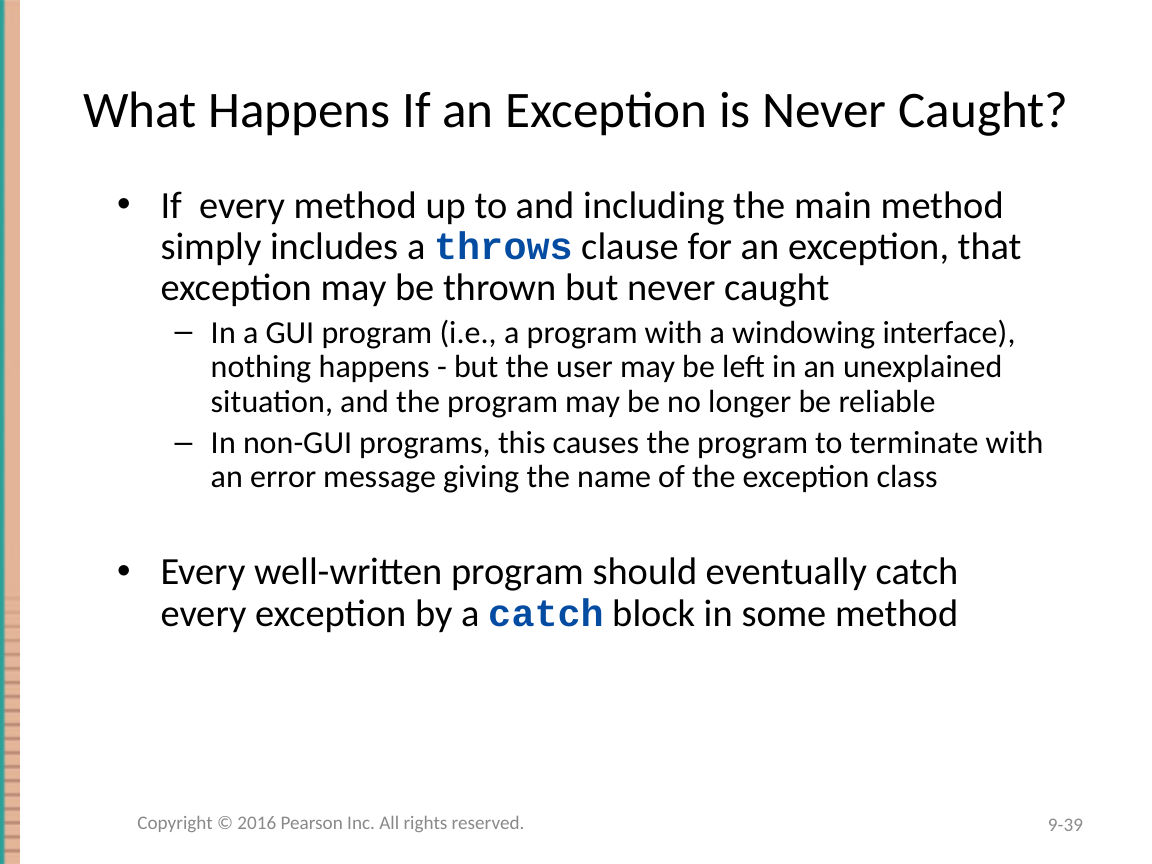 What Happens If an Exception is Never Caught?
• If  every method up to and including the main method
simply includes a throws clause for an exception, that
exception may be thrown but never caught
– In a GUI program (i.e., a program with a windowing interface),
nothing happens - but the user may be left in an unexplained
situation, and the program may be no longer be reliable
– In non-GUI programs, this causes the program to terminate with
an error message giving the name of the exception class
• Every well-written program should eventually catch
every exception by a catch block in some method
Copyright © 2016 Pearson Inc. All rights reserved.
9-39